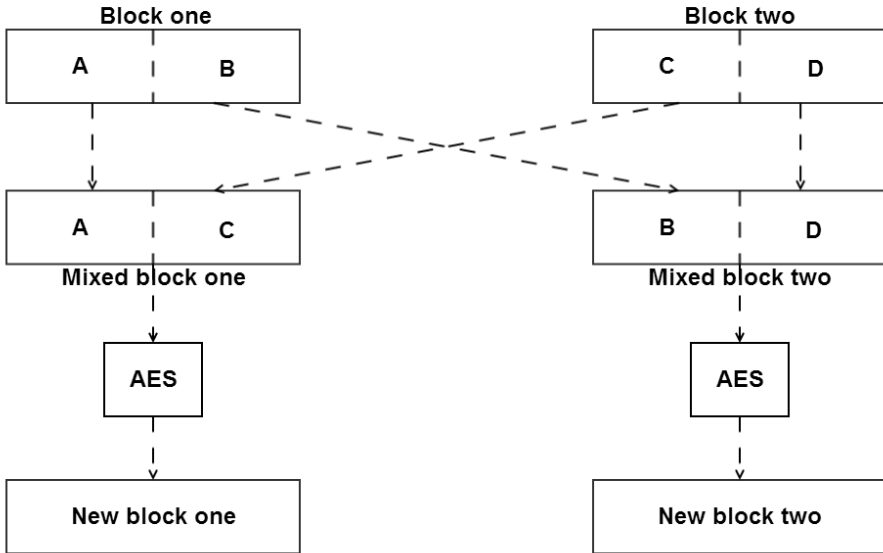 Block one
Block two
A
B
C
D
A
C
B
D
Mixed block one
Mixed block two
AES
AES
New block one
New block two